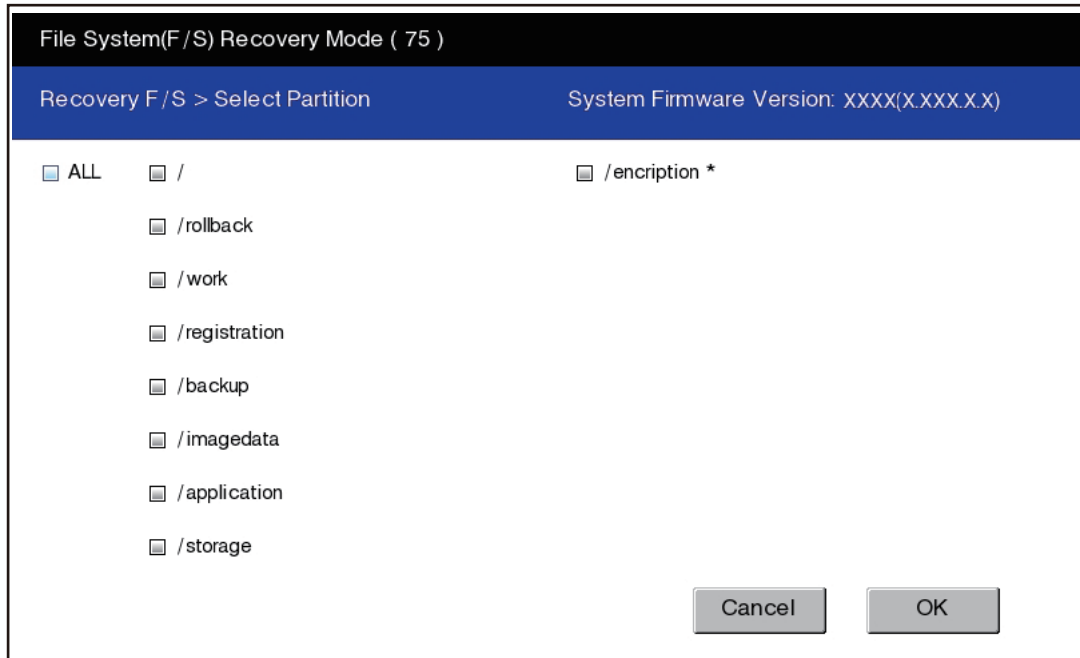 File System(F/S) Recovery Mode ( 75 )
Recovery F/S > Select Partition System Firmware Version: XXXX(X.XXX.X.X)
ALL / /encription *
/rollback
/work
/registration
/backup
/imagedata
/application
/storage
Cancel OK